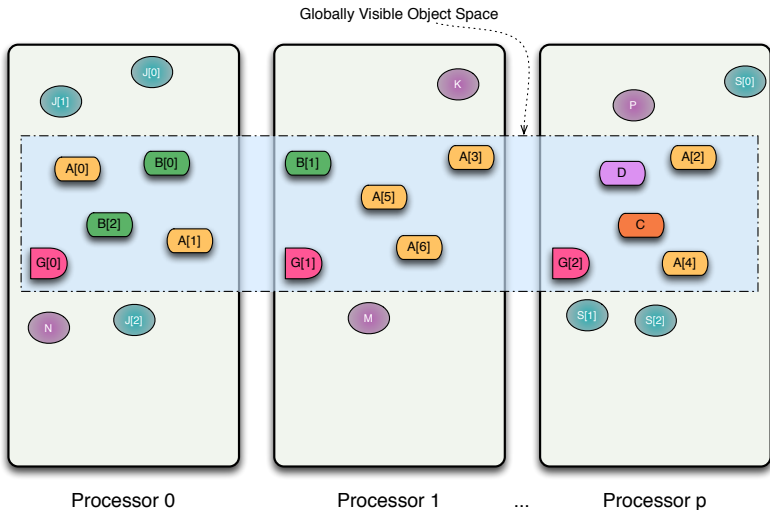 Globally Visible Object Space
J[0]
J[1]
A[0]
B[0]
B[2]
A[1]
G[0]
N
J[2]
Processor 0
K
B[1]
A[3]
A[5]
A[6]
G[1]
M
Processor 1
...
S[0]
P
D
A[2]
C
G[2]
A[4]
S[1]
S[2]
Processor p